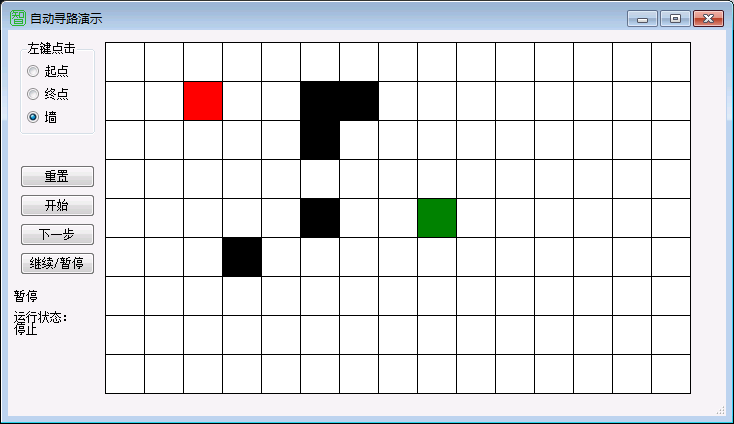 智
自动寻路演示
左键点击
起点
终点
墙
重置
开始
下一步
继续/暂停
暂停
运行状态：
停止